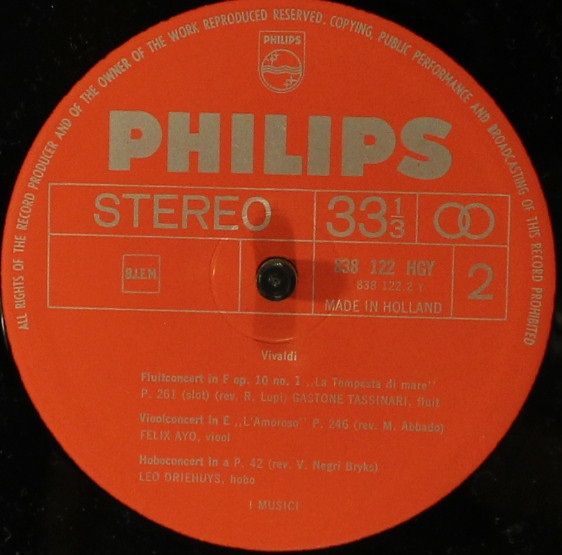 ALL RIGHTS OF THE RECORD PRODUCER AND OF THE OWNER OF THE WORK REPRODUCED RESERVED. COPYING, PUBLIC PERFORMANCE AND BROADCASTING OF THE RECORD PROHIBITED
PHILIPS
PHILIPS
STEREO 33 1/3
B.I.E.M. 838 122 HGY 2
838 122.2 Y
MADE IN HOLLAND
Vivaldi
Fluitconcert in F op. 10 no. 1 „La Tempesta di mare"
P. 261 (slot) (rev. R. Lupi) GASTONE TASSINARI, fluit
Vioolconcert in E „L'Amoroso" P. 246 (rev. M. Abbado)
FELIX AYO, viool
Hoboconcert in a P. 42 (rev. V. Negri Bryks)
LEO DRIEHUYS, hobo
I MUSICI